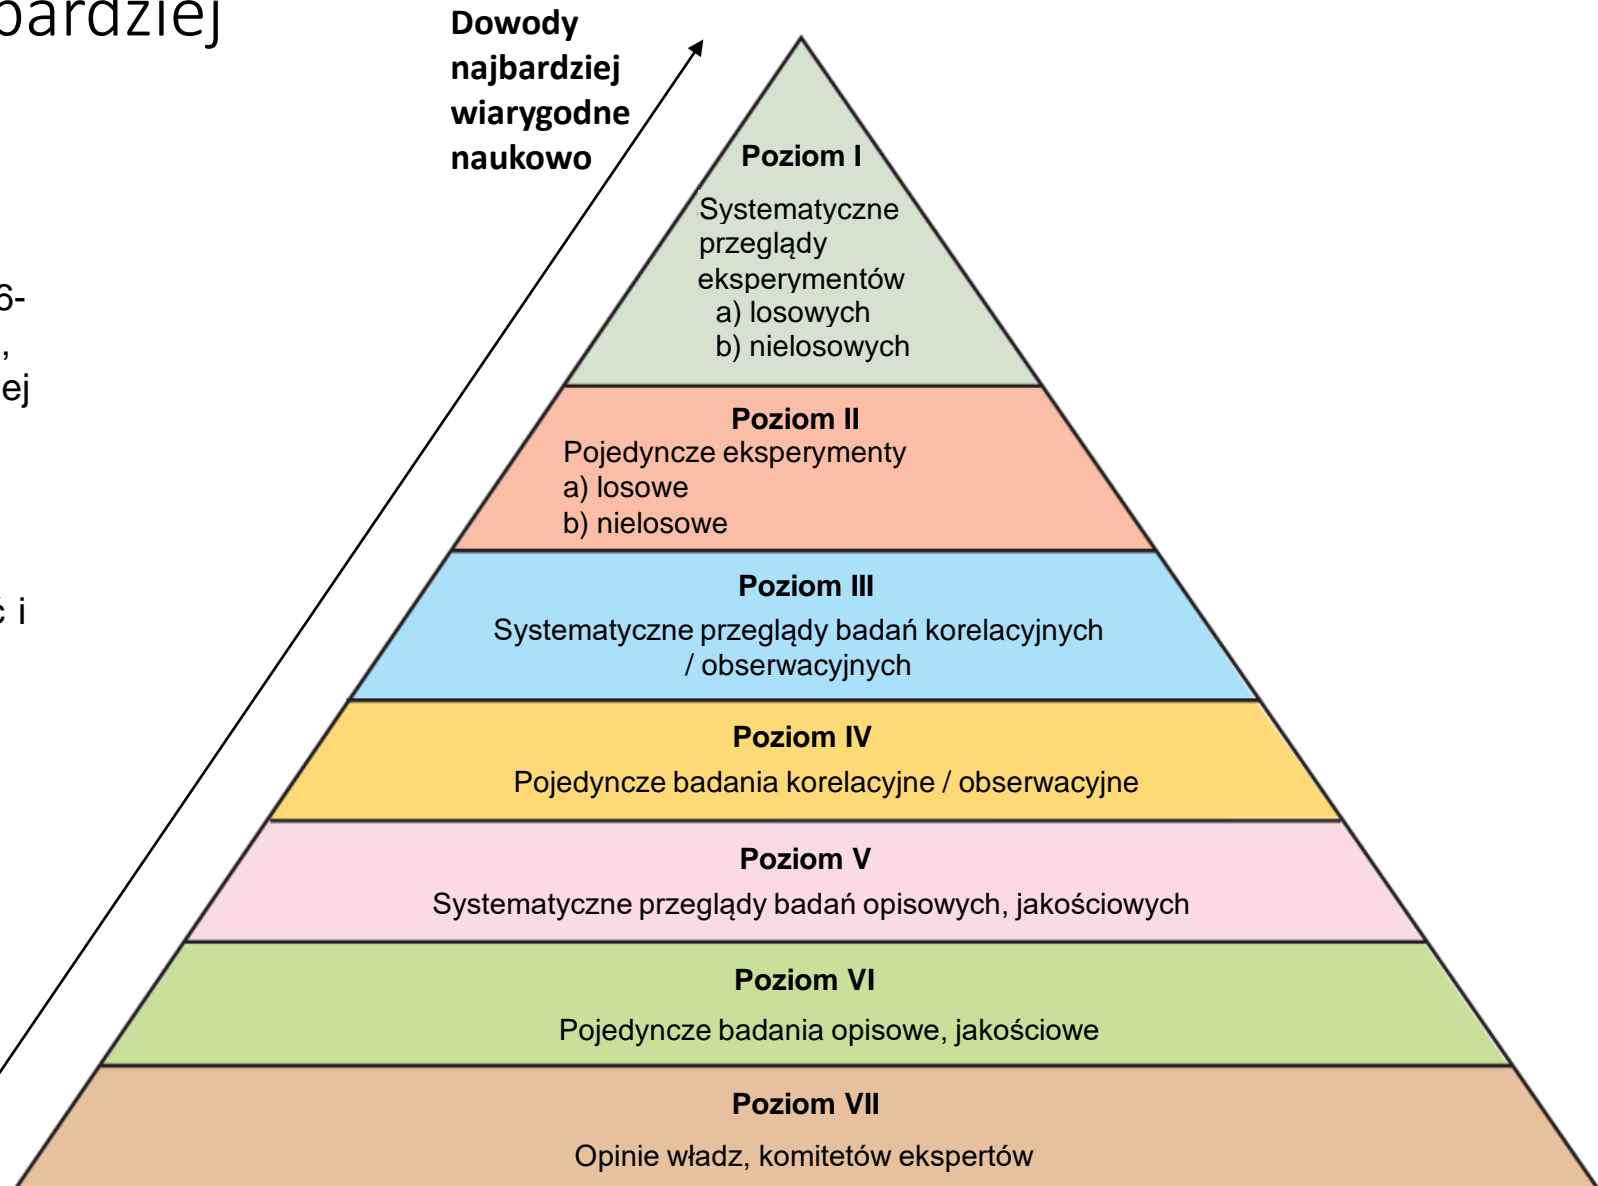 bardziej
Dowody
najbardziej
wiarygodne
naukowo
6-
,
ej
ć i
Poziom I
Systematyczne
przeglądy
eksperymentów
a) losowych
b) nielosowych
Poziom II
Pojedyncze eksperymenty
a) losowe
b) nielosowe
Poziom III
Systematyczne przeglądy badań korelacyjnych
/ obserwacyjnych
Poziom IV
Pojedyncze badania korelacyjne / obserwacyjne
Poziom V
Systematyczne przeglądy badań opisowych, jakościowych
Poziom VI
Pojedyncze badania opisowe, jakościowe
Poziom VII
Opinie władz, komitetów ekspertów